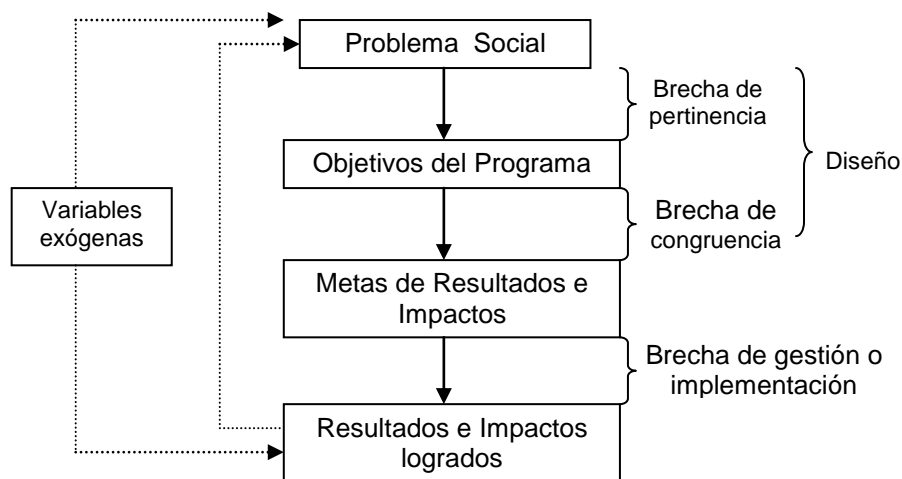 Problema Social
Brecha de
pertinencia
Objetivos del Programa
Diseño
Variables
exógenas
Brecha de
congruencia
Metas de Resultados e
Impactos
Brecha de gestión o
implementación
Resultados e Impactos
logrados